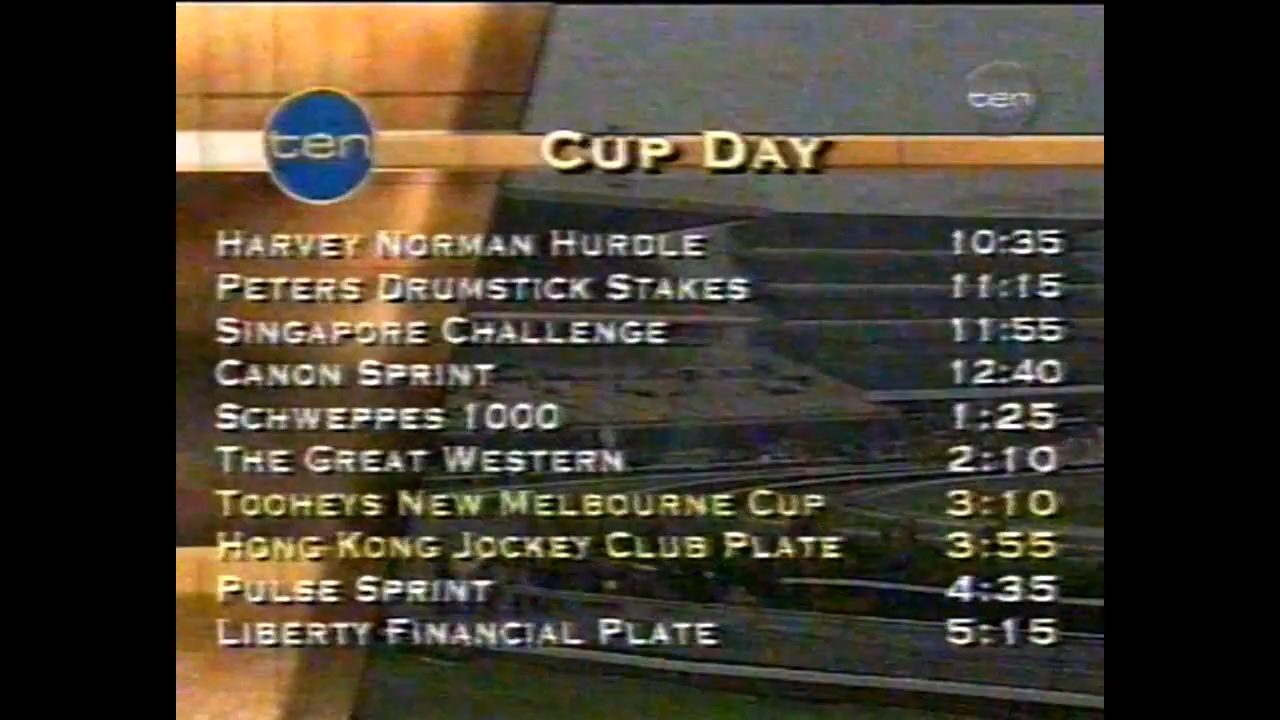 ten
ten
CUP DAY
HARVEY NORMAN HURDLE 10:35
PETERS DRUMSTICK STAKES 11:15
SINGAPORE CHALLENGE 11:55
CANON SPRINT 12:40
SCHWEPPES 1000 1:25
THE GREAT WESTERN 2:10
TOOHEYS NEW MELBOURNE CUP 3:10
HONG KONG JOCKEY CLUB PLATE 3:55
PULSE SPRINT 4:35
LIBERTY FINANCIAL PLATE 5:15